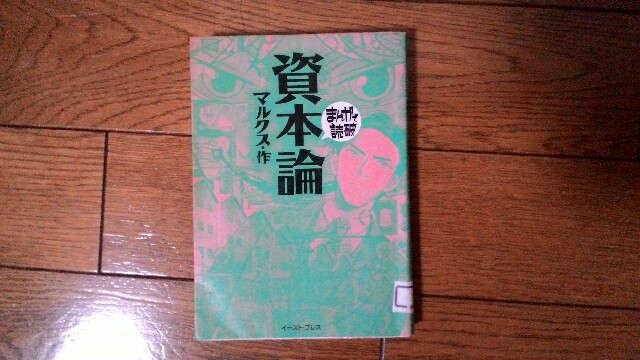 資本論
マルクス・作
まんがで
読破
イースト・プレス